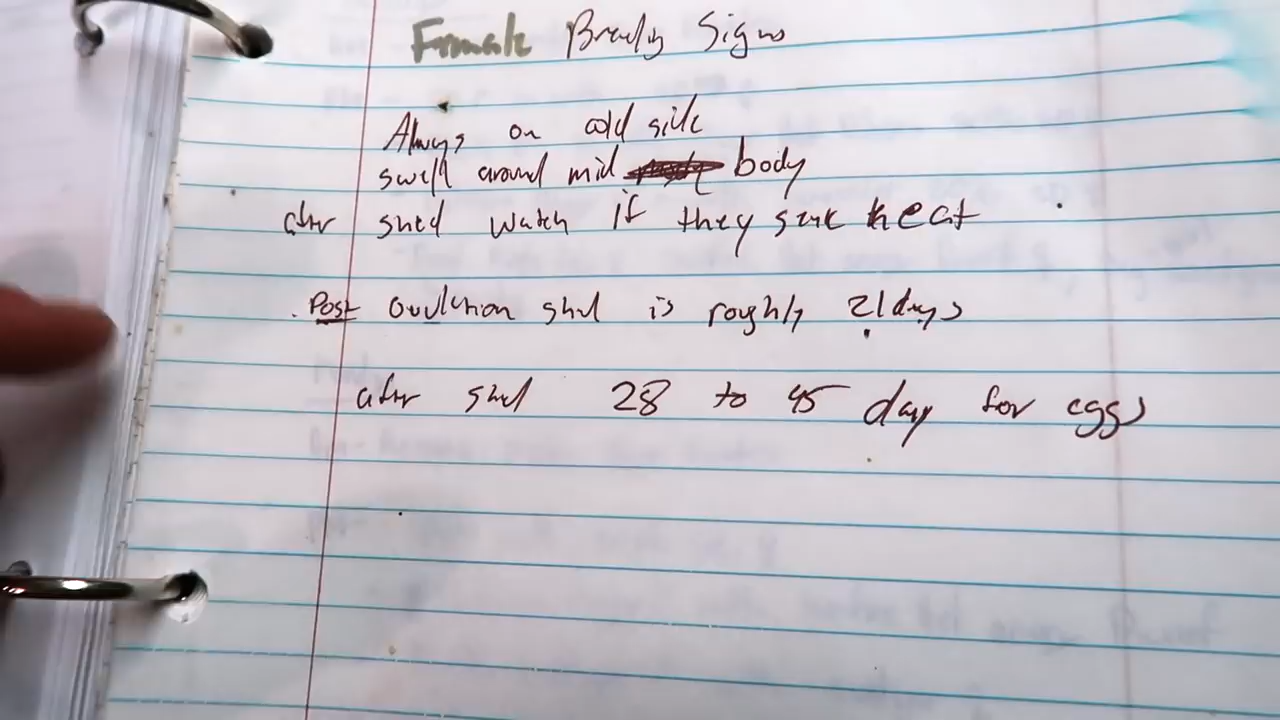 Female Breeding Signs
Always on cold side
swell around mid body
after shed watch if they seek heat
Post ovulation shed is roughly 21 days
after shed 28 to 45 day for eggs